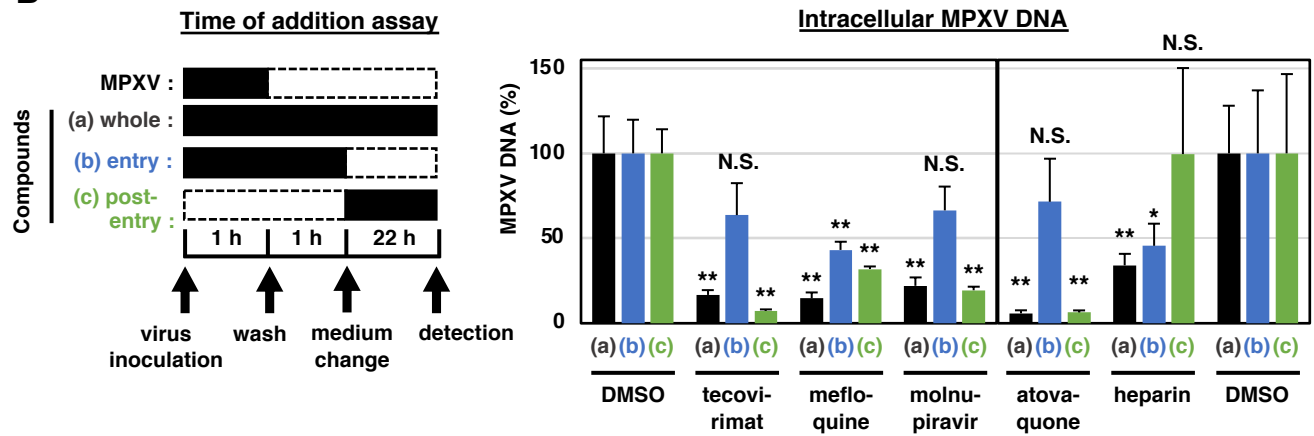 Time of addition assay
MPXV :
Compounds
(a) whole :
(b) entry :
(c) post-
entry :
1 h 1 h 22 h
virus
inoculation
wash
medium
change
detection
Intracellular MPXV DNA
MPXV DNA (%)
150
100
50
0
N.S.
N.S.
N.S.
N.S.
** ** ** ** ** ** ** ** ** ** *
(a) (b) (c) (a) (b) (c) (a) (b) (c) (a) (b) (c) (a) (b) (c) (a) (b) (c) (a) (b) (c)
DMSO
tecovi-
rimat
meflo-
quine
molnu-
piravir
atova-
quone
heparin
DMSO